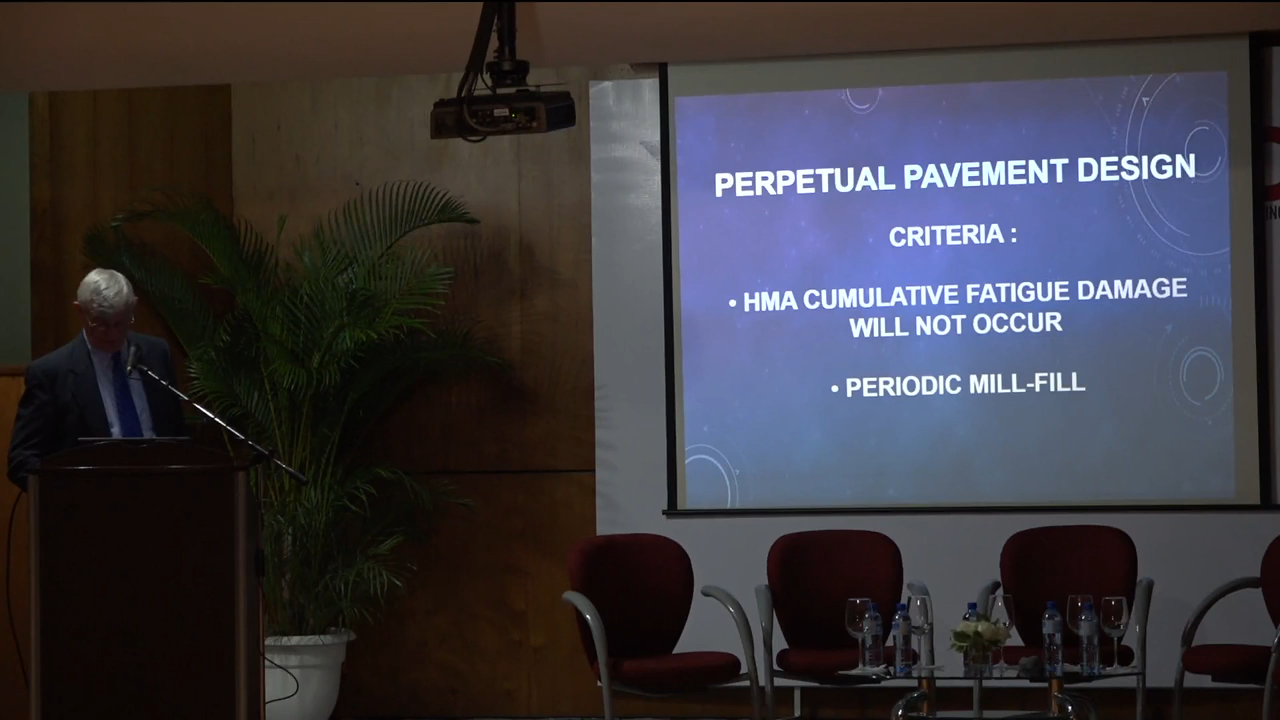 PERPETUAL PAVEMENT DESIGN
CRITERIA :
• HMA CUMULATIVE FATIGUE DAMAGE
WILL NOT OCCUR
• PERIODIC MILL-FILL